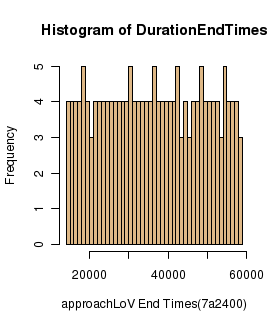 Histogram of DurationEndTimes
Frequency
5
4
3
2
1
0
20000 40000 60000
approachLoV End Times(7a2400)